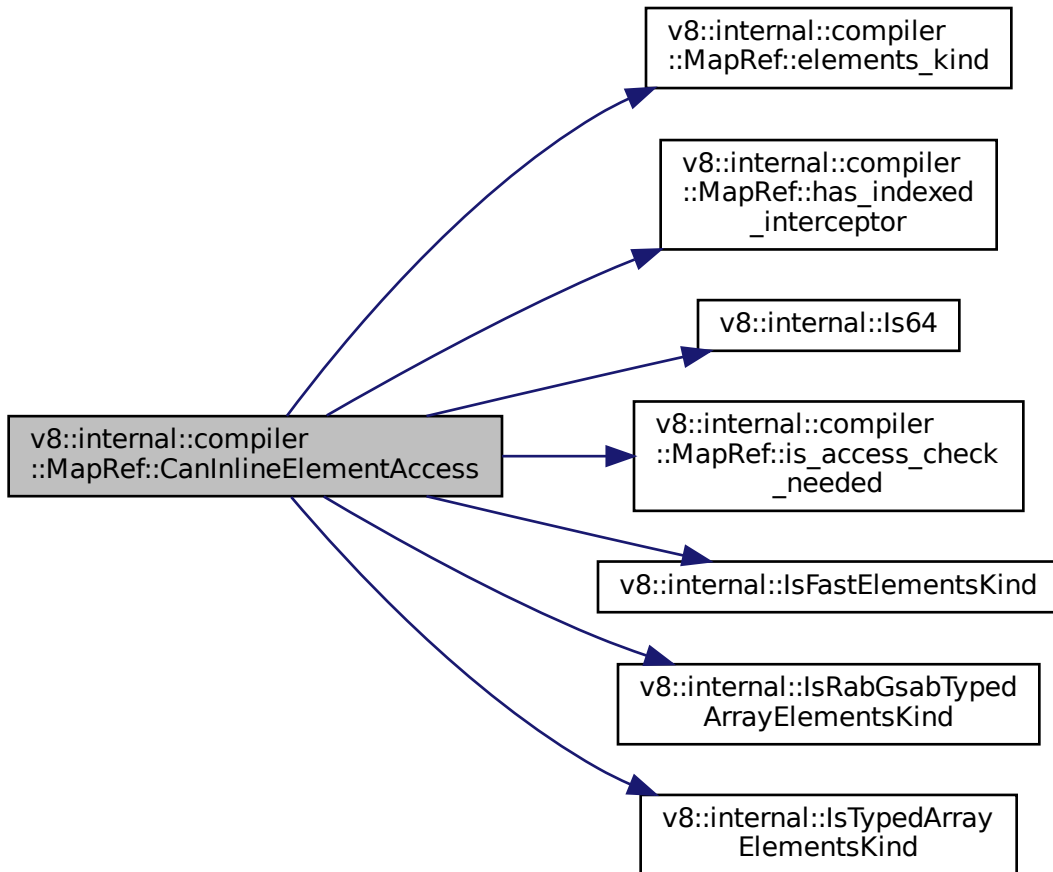 v8::internal::compiler
::MapRef::elements_kind
v8::internal::compiler
::MapRef::has_indexed
_interceptor
v8::internal::Is64
v8::internal::compiler
::MapRef::CanInlineElementAccess
v8::internal::compiler
::MapRef::is_access_check
_needed
v8::internal::IsFastElementsKind
v8::internal::IsRabGsabTyped
ArrayElementsKind
v8::internal::IsTypedArray
ElementsKind